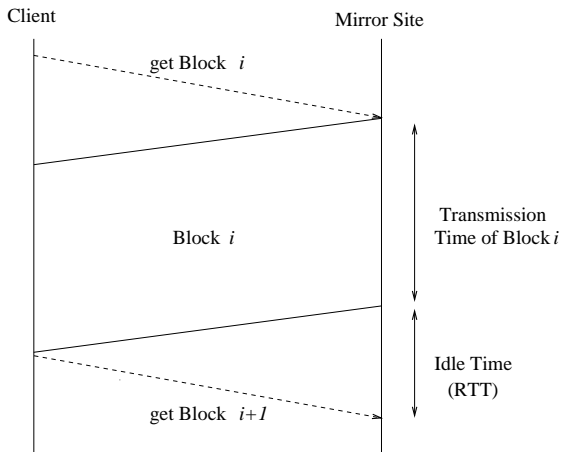 Client
Mirror Site
get Block i
Transmission
Time of Block i
Block i
Idle Time
(RTT)
get Block i+1